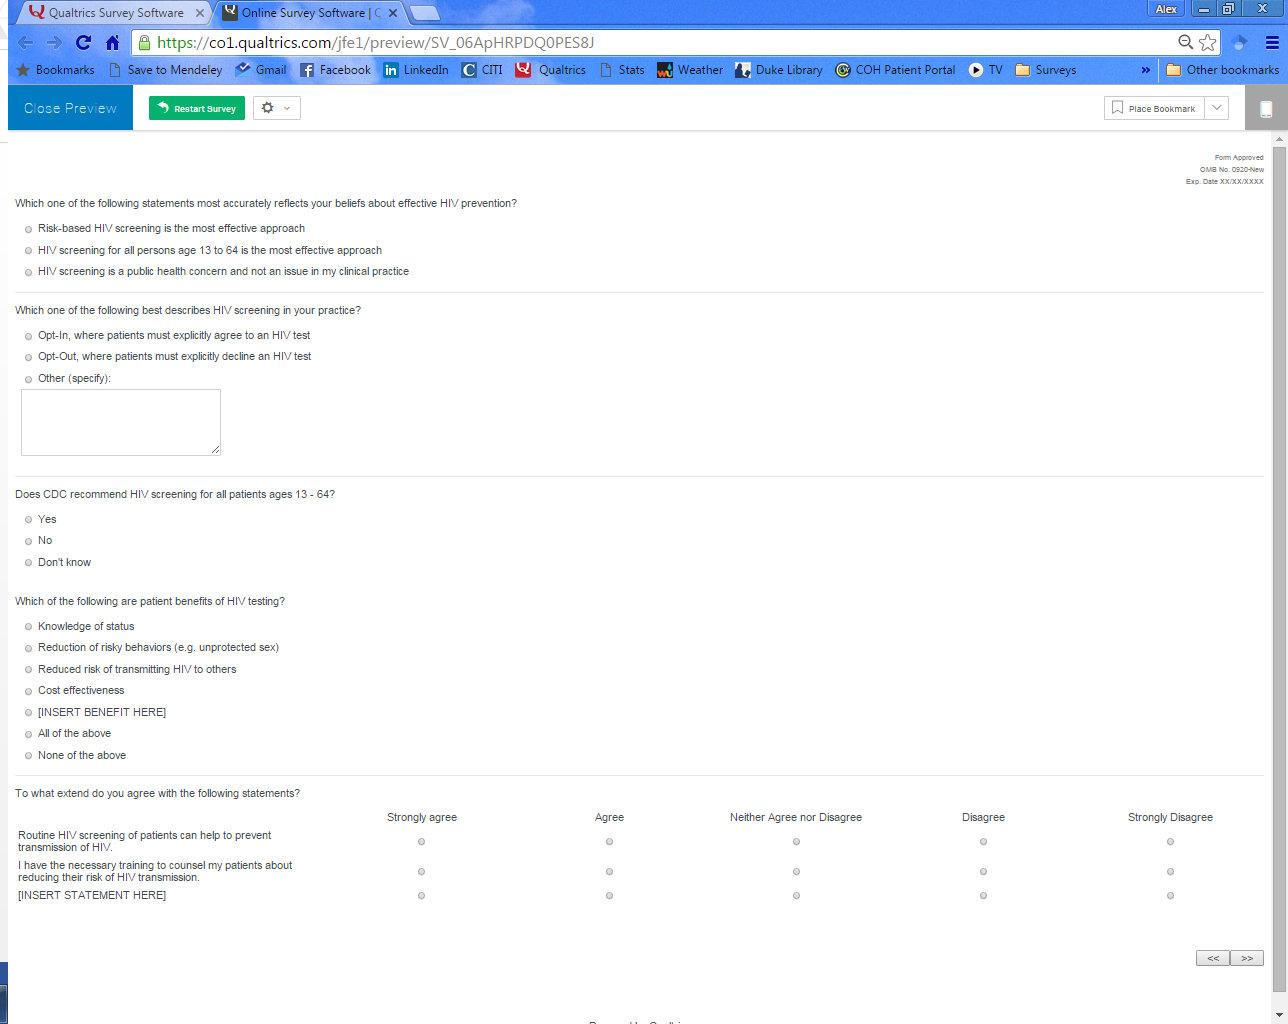 Qualtrics Survey Software
Online Survey Software |
Alex
https://co1.qualtrics.com/jfe1/preview/SV_06ApHRPDQ0PES8J
Bookmarks Save to Mendeley Gmail Facebook LinkedIn CITI Qualtrics Stats Weather Duke Library COH Patient Portal TV Surveys » Other bookmarks
Close Preview Restart Survey Place Bookmark
Form Approved
OMB No. 0920-New
Exp. Date XX/XX/XXXX
Which one of the following statements most accurately reflects your beliefs about effective HIV prevention?
Risk-based HIV screening is the most effective approach
HIV screening for all persons age 13 to 64 is the most effective approach
HIV screening is a public health concern and not an issue in my clinical practice
Which one of the following best describes HIV screening in your practice?
Opt-In, where patients must explicitly agree to an HIV test
Opt-Out, where patients must explicitly decline an HIV test
Other (specify):
Does CDC recommend HIV screening for all patients ages 13 - 64?
Yes
No
Don't know
Which of the following are patient benefits of HIV testing?
Knowledge of status
Reduction of risky behaviors (e.g. unprotected sex)
Reduced risk of transmitting HIV to others
Cost effectiveness
[INSERT BENEFIT HERE]
All of the above
None of the above
To what extend do you agree with the following statements?
Strongly agree Agree Neither Agree nor Disagree Disagree Strongly Disagree
Routine HIV screening of patients can help to prevent
transmission of HIV.
I have the necessary training to counsel my patients about
reducing their risk of HIV transmission.
[INSERT STATEMENT HERE]
<< >>